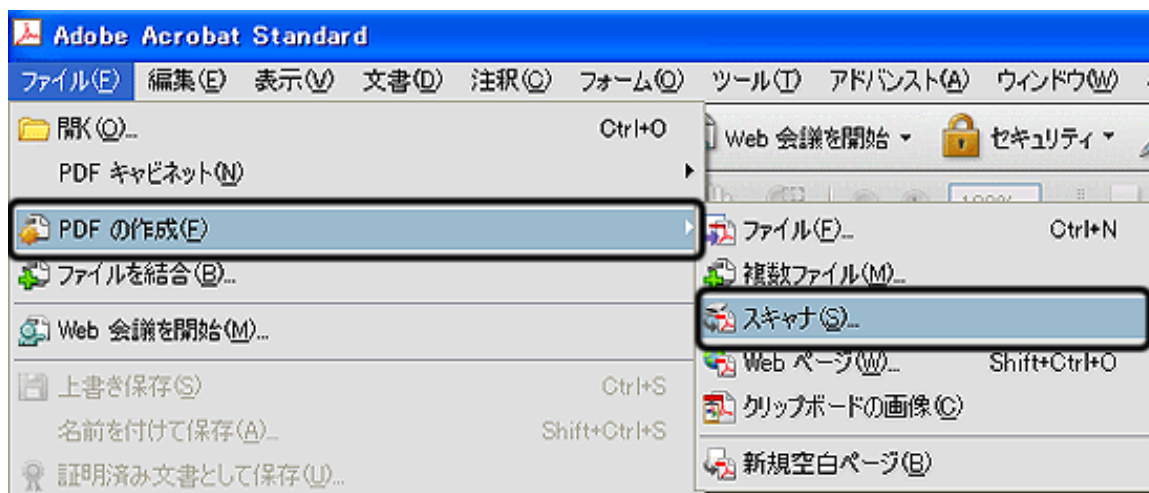 Adobe Acrobat Standard
ファイル(F) 編集(E) 表示(V) 文書(D) 注釈(C) フォーム(O) ツール(T) アドバンスト(A) ウィンドウ(W)
開く(O)... Ctrl+O
Web 会議を開始
セキュリティ
PDF キャビネット(N)
PDF の作成(F)
ファイル(F)... Ctrl+N
ファイルを結合(B)...
複数ファイル(M)...
Web 会議を開始(M)...
スキャナ(S)...
Web ページ(W)... Shift+Ctrl+O
上書き保存(S) Ctrl+S
クリップボードの画像(C)
名前を付けて保存(A)... Shift+Ctrl+S
新規空白ページ(B)
証明済み文書として保存(U)...